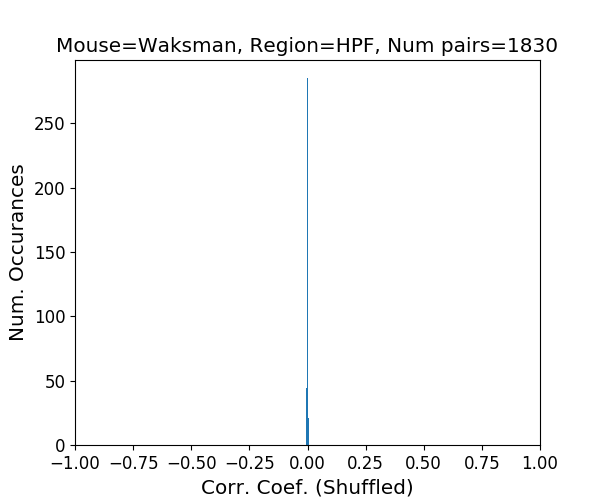 Mouse=Waksman, Region=HPF, Num pairs=1830
Num. Occurances
250
200
150
100
50
0
−1.00 −0.75 −0.50 −0.25 0.00 0.25 0.50 0.75 1.00
Corr. Coef. (Shuffled)